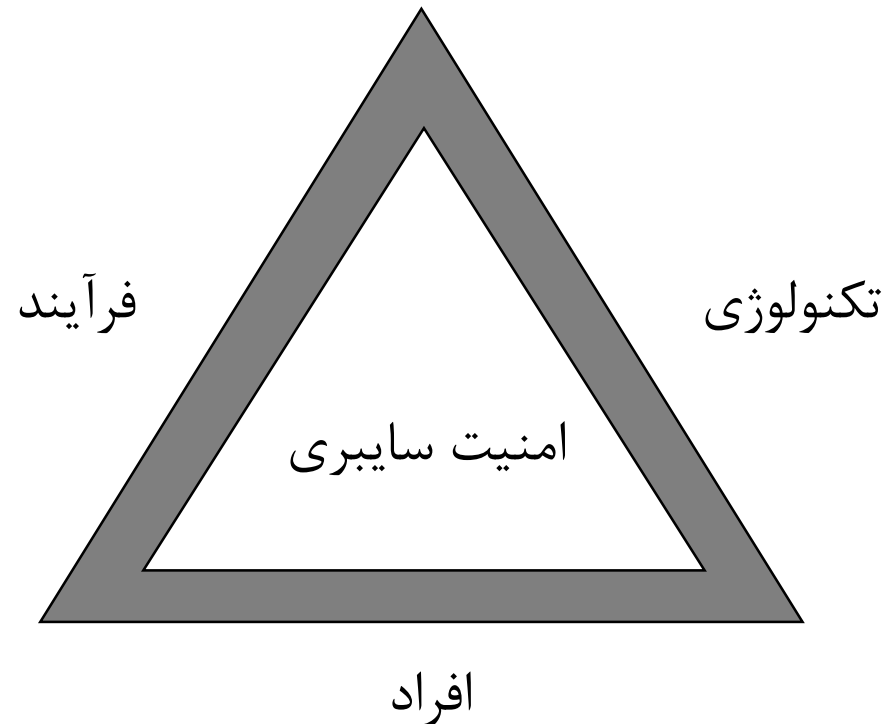 تکنولوژی
فرآیند
امنیت سایبری
افراد